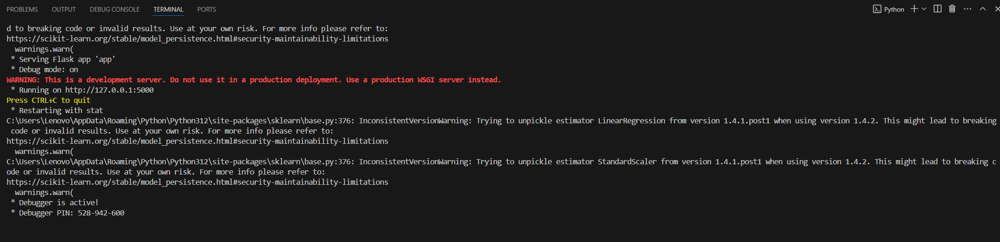 PROBLEMS OUTPUT DEBUG CONSOLE TERMINAL PORTS Python
d to breaking code or invalid results. Use at your own risk. For more info please refer to:
https://scikit-learn.org/stable/model_persistence.html#security-maintainability-limitations
  warnings.warn(
 * Serving Flask app 'app'
 * Debug mode: on
WARNING: This is a development server. Do not use it in a production deployment. Use a production WSGI server instead.
 * Running on http://127.0.0.1:5000
Press CTRL+C to quit
 * Restarting with stat
C:\Users\Lenovo\AppData\Roaming\Python\Python312\site-packages\sklearn\base.py:376: InconsistentVersionWarning: Trying to unpickle estimator LinearRegression from version 1.4.1.post1 when using version 1.4.2. This might lead to breaking
 code or invalid results. Use at your own risk. For more info please refer to:
https://scikit-learn.org/stable/model_persistence.html#security-maintainability-limitations
  warnings.warn(
C:\Users\Lenovo\AppData\Roaming\Python\Python312\site-packages\sklearn\base.py:376: InconsistentVersionWarning: Trying to unpickle estimator StandardScaler from version 1.4.1.post1 when using version 1.4.2. This might lead to breaking c
ode or invalid results. Use at your own risk. For more info please refer to:
https://scikit-learn.org/stable/model_persistence.html#security-maintainability-limitations
  warnings.warn(
 * Debugger is active!
 * Debugger PIN: 528-942-600